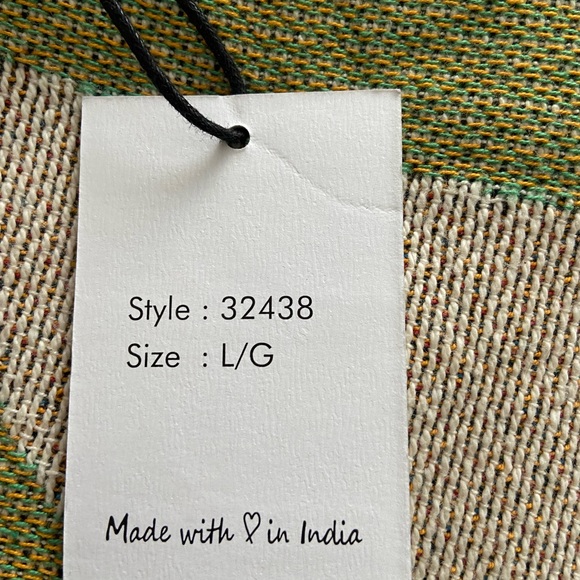 Style : 32438
Size : L/G
Made with ♡ in India